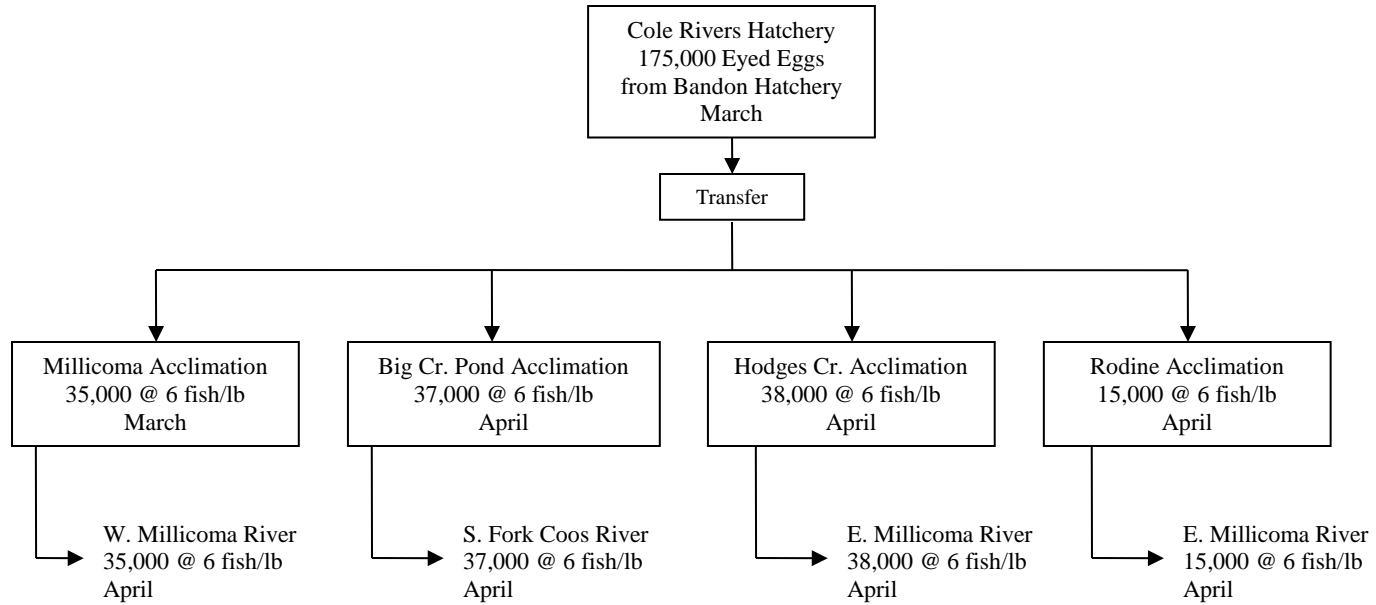 Cole Rivers Hatchery
175,000 Eyed Eggs
from Bandon Hatchery
March
Transfer
Millicoma Acclimation
35,000 @ 6 fish/lb
March
Big Cr. Pond Acclimation
37,000 @ 6 fish/lb
April
Hodges Cr. Acclimation
38,000 @ 6 fish/lb
April
Rodine Acclimation
15,000 @ 6 fish/lb
April
W. Millicoma River
35,000 @ 6 fish/lb
April
S. Fork Coos River
37,000 @ 6 fish/lb
April
E. Millicoma River
38,000 @ 6 fish/lb
April
E. Millicoma River
15,000 @ 6 fish/lb
April